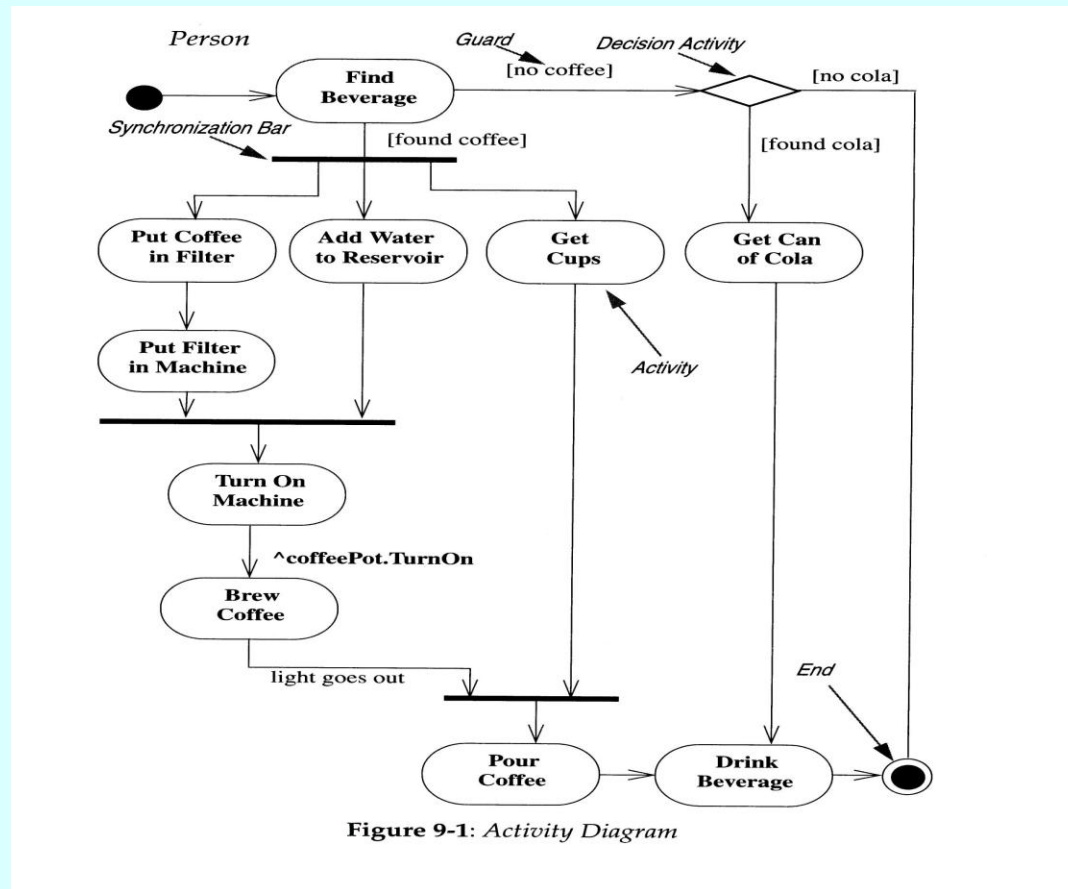 Person
Guard
Decision Activity
Find
Beverage
[no coffee]
[no cola]
Synchronization Bar
[found coffee]
[found cola]
Put Coffee
in Filter
Add Water
to Reservoir
Get
Cups
Get Can
of Cola
Put Filter
in Machine
Activity
Turn On
Machine
^coffeePot.TurnOn
Brew
Coffee
light goes out
End
Pour
Coffee
Drink
Beverage
Figure 9-1: Activity Diagram